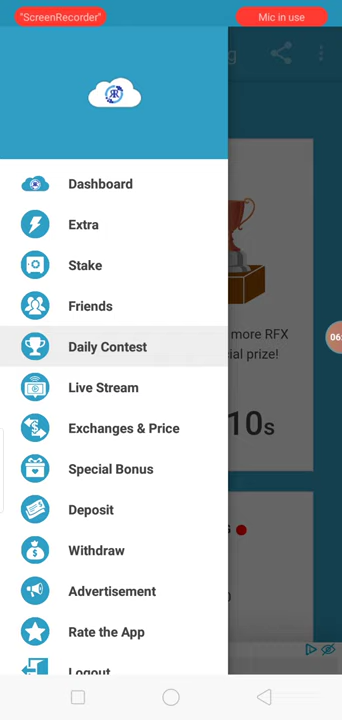 "ScreenRecorder"
Mic in use
g
Dashboard
Extra
Stake
Friends
more RFX
Daily Contest
ial prize!
Live Stream
Exchanges & Price
10s
Special Bonus
Deposit
Withdraw
Advertisement
Rate the App
Logout
06: